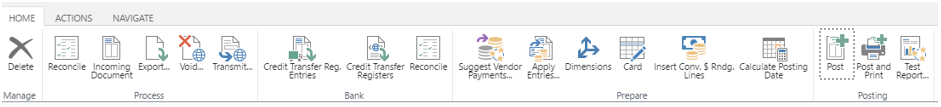 HOME ACTIONS NAVIGATE
Delete Reconcile Incoming Document Export... Void... Transmit... Credit Transfer Reg. Entries Credit Transfer Registers Reconcile Suggest Vendor Payments... Apply Entries... Dimensions Card Insert Conv. $ Rndg. Lines Calculate Posting Date Post Post and Print Test Report...
Manage Process Bank Prepare Posting